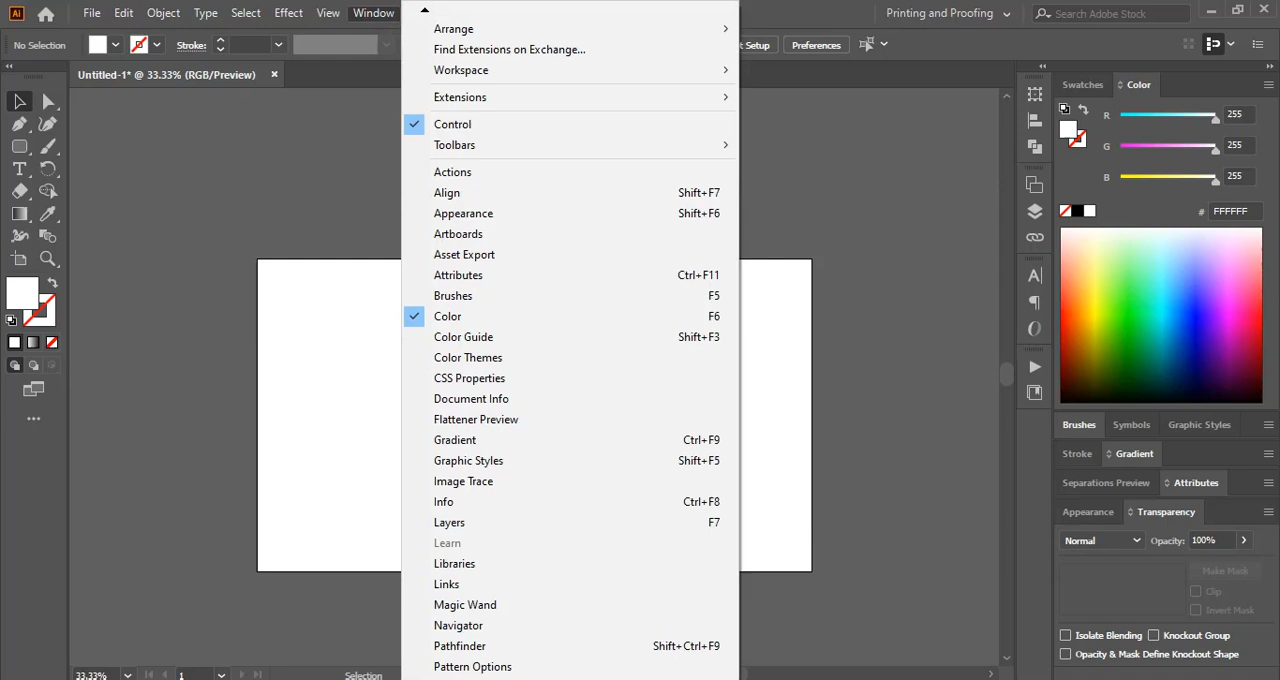 Ai File Edit Object Type Select Effect View Window Printing and Proofing Search Adobe Stock
No Selection Stroke: Setup Preferences
Untitled-1* @ 33.33% (RGB/Preview) ×
Arrange
Find Extensions on Exchange...
Workspace
Extensions
Control
Toolbars
Actions
Align Shift+F7
Appearance Shift+F6
Artboards
Asset Export
Attributes Ctrl+F11
Brushes F5
Color F6
Color Guide Shift+F3
Color Themes
CSS Properties
Document Info
Flattener Preview
Gradient Ctrl+F9
Graphic Styles Shift+F5
Image Trace
Info Ctrl+F8
Layers F7
Learn
Libraries
Links
Magic Wand
Navigator
Pathfinder Shift+Ctrl+F9
Pattern Options
Swatches Color
R 255
G 255
B 255
# FFFFFF
Brushes Symbols Graphic Styles
Stroke Gradient
Separations Preview Attributes
Appearance Transparency
Normal Opacity: 100%
Make Mask
Clip
Invert Mask
Isolate Blending Knockout Group
Opacity & Mask Define Knockout Shape
33.33% 1 Selection